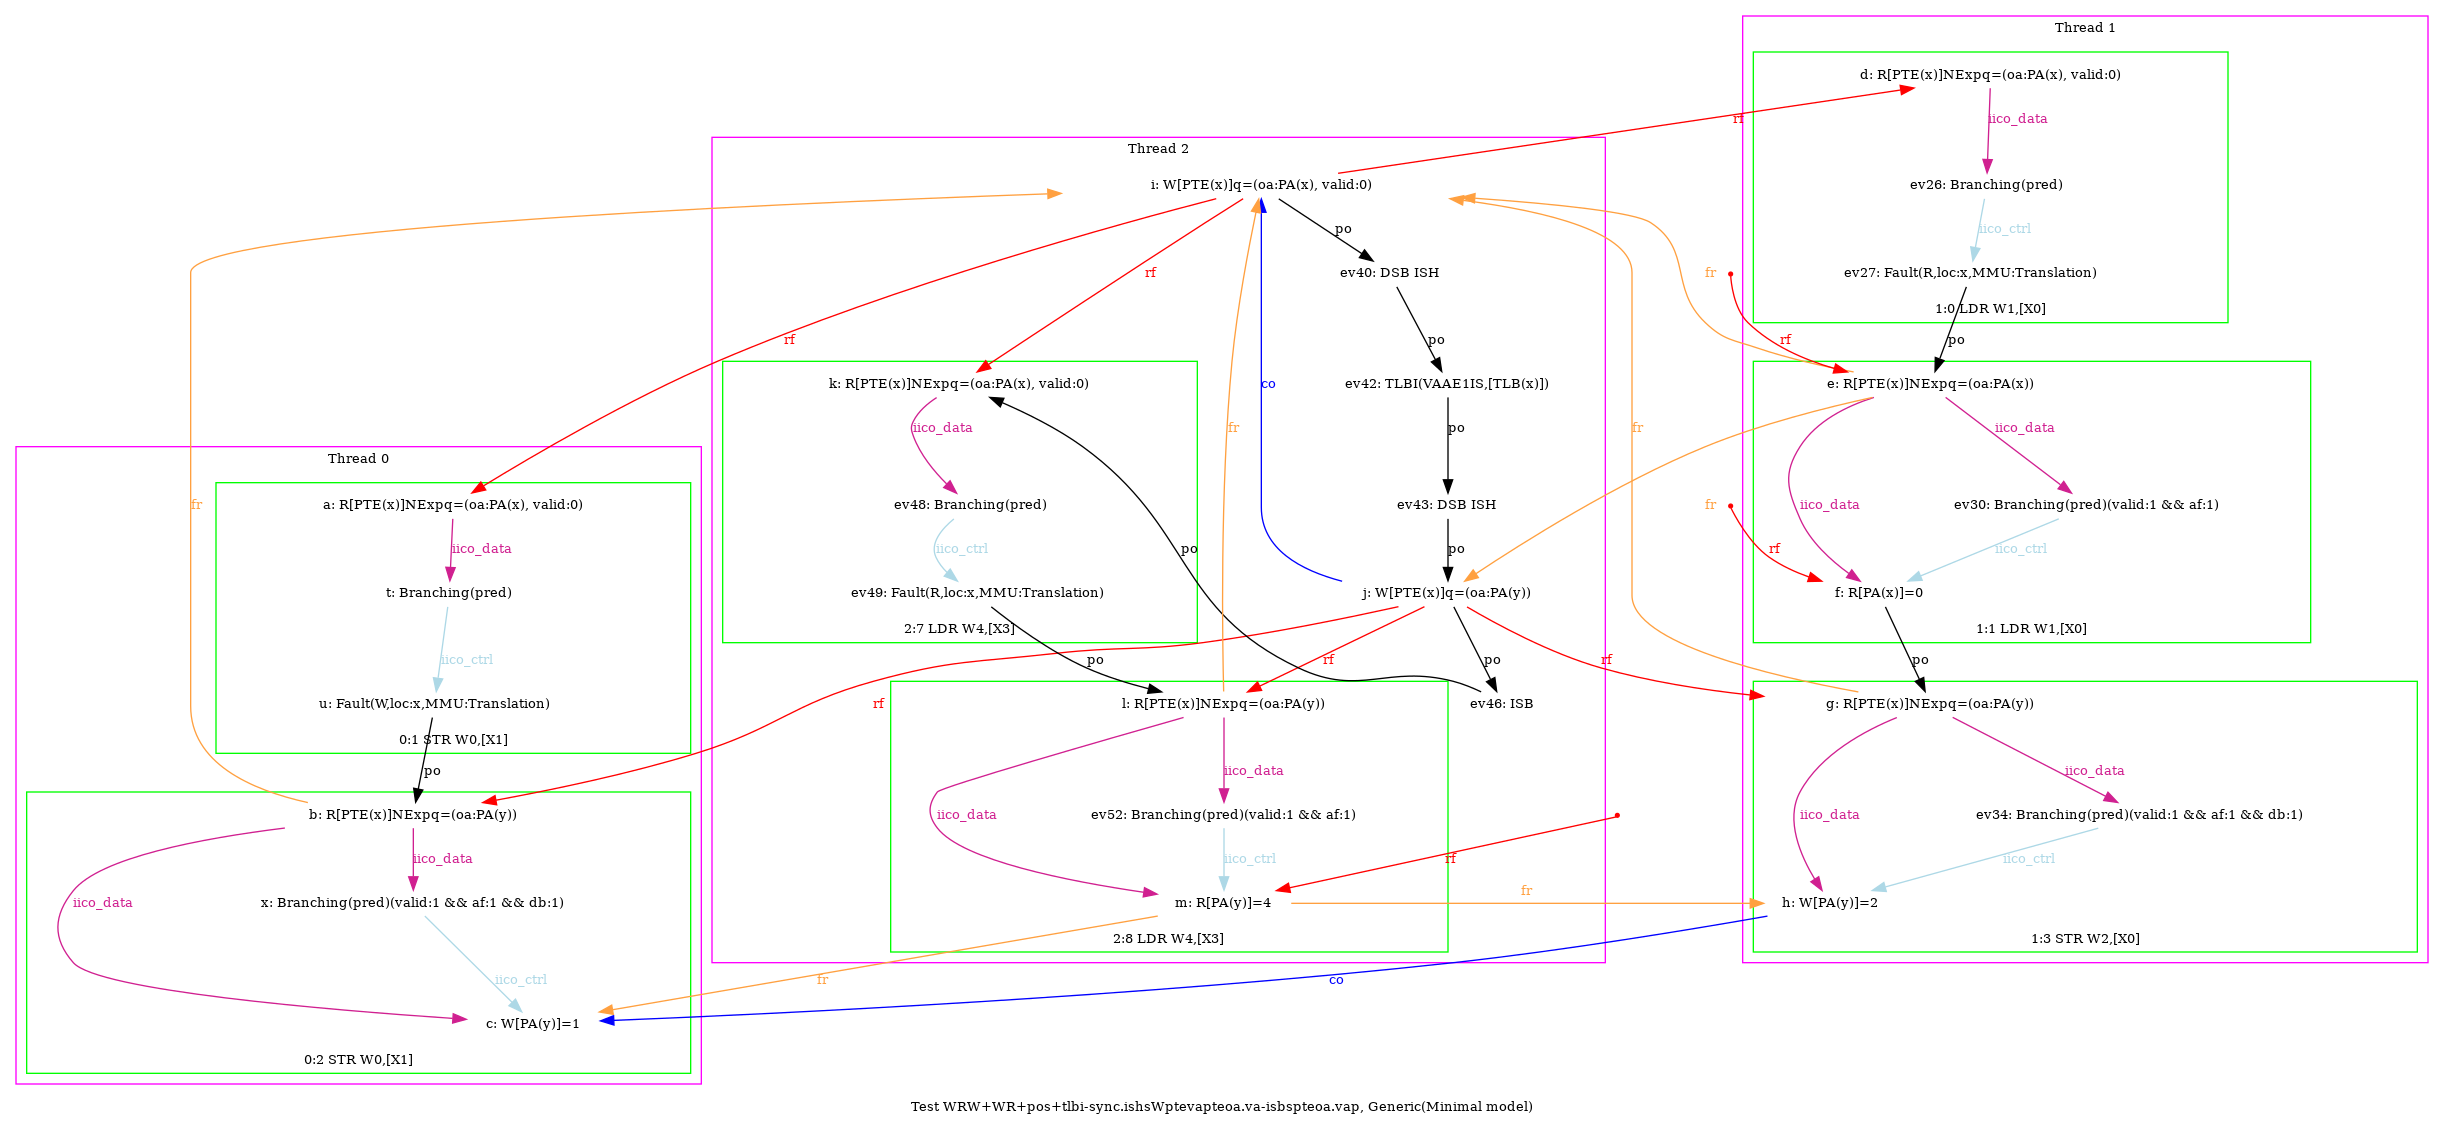 Thread 1
d: R[PTE(x)]NExpq=(oa:PA(x), valid:0)
rf
iico_data
Thread 2
i: W[PTE(x)]q=(oa:PA(x), valid:0)
ev26: Branching(pred)
po
iico_ctrl
rf
ev40: DSB ISH
fr
ev27: Fault(R,loc:x,MMU:Translation)
1:0 LDR W1,[X0]
rf
po
rf
po
k: R[PTE(x)]NExpq=(oa:PA(x), valid:0)
co
ev42: TLBI(VAAE1IS,[TLB(x)])
e: R[PTE(x)]NExpq=(oa:PA(x))
iico_data
fr
po
fr
iico_data
Thread 0
fr
a: R[PTE(x)]NExpq=(oa:PA(x), valid:0)
ev48: Branching(pred)
ev43: DSB ISH
fr
iico_data
ev30: Branching(pred)(valid:1 && af:1)
iico_data
iico_ctrl
po
po
rf
iico_ctrl
t: Branching(pred)
ev49: Fault(R,loc:x,MMU:Translation)
j: W[PTE(x)]q=(oa:PA(y))
f: R[PA(x)]=0
2:7 LDR W4,[X3]
1:1 LDR W1,[X0]
iico_ctrl
po
rf
po
rf
po
u: Fault(W,loc:x,MMU:Translation)
rf
l: R[PTE(x)]NExpq=(oa:PA(y))
ev46: ISB
g: R[PTE(x)]NExpq=(oa:PA(y))
0:1 STR W0,[X1]
po
iico_data
iico_data
b: R[PTE(x)]NExpq=(oa:PA(y))
iico_data
ev52: Branching(pred)(valid:1 && af:1)
iico_data
ev34: Branching(pred)(valid:1 && af:1 && db:1)
iico_data
iico_ctrl
rf
iico_ctrl
iico_data
x: Branching(pred)(valid:1 && af:1 && db:1)
m: R[PA(y)]=4
fr
h: W[PA(y)]=2
2:8 LDR W4,[X3]
1:3 STR W2,[X0]
iico_ctrl
fr
co
c: W[PA(y)]=1
0:2 STR W0,[X1]
Test WRW+WR+pos+tlbi-sync.ishsWptevapteoa.va-isbspteoa.vap, Generic(Minimal model)